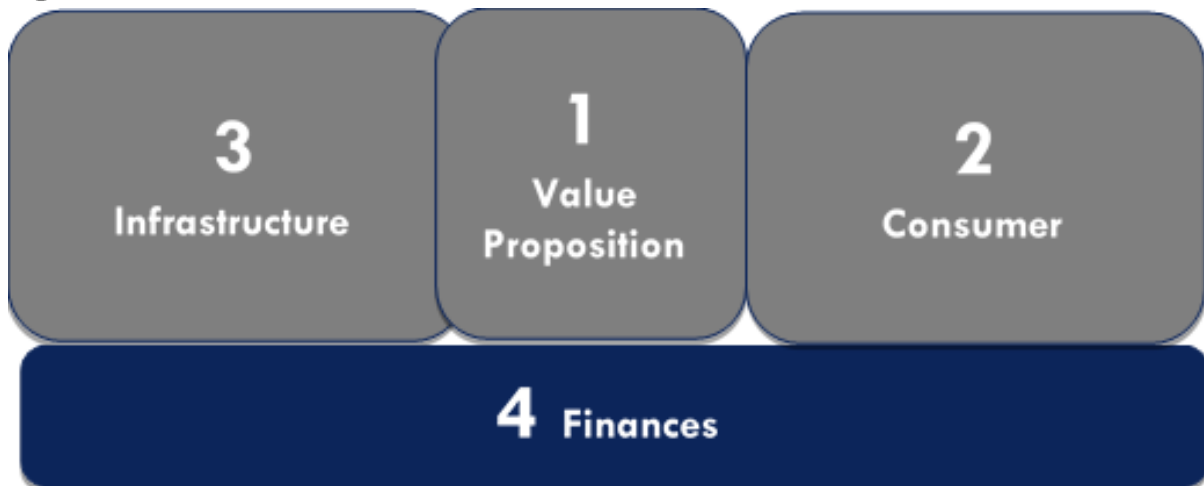 3
Infrastructure
1
Value
Proposition
2
Consumer
4 Finances